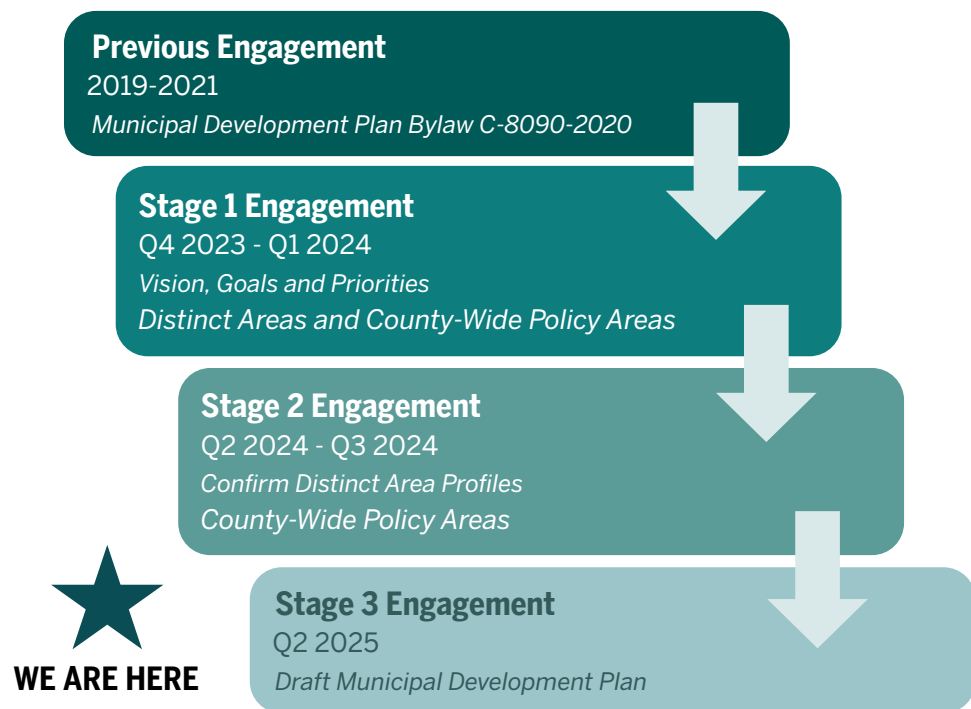 Previous Engagement
2019-2021
Municipal Development Plan Bylaw C-8090-2020
Stage 1 Engagement
Q4 2023 - Q1 2024
Vision, Goals and Priorities
Distinct Areas and County-Wide Policy Areas
Stage 2 Engagement
Q2 2024 - Q3 2024
Confirm Distinct Area Profiles
County-Wide Policy Areas
Stage 3 Engagement
Q2 2025
Draft Municipal Development Plan
WE ARE HERE